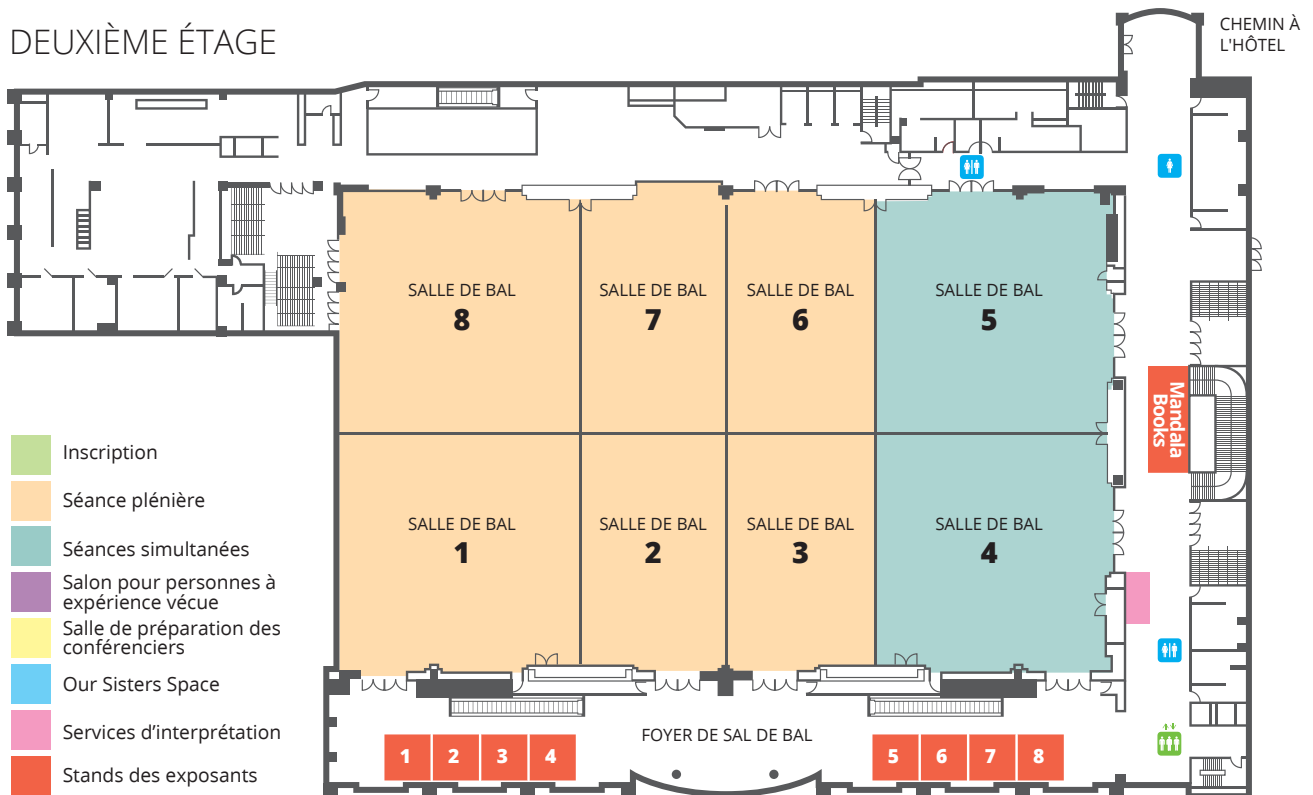 DEUXIÈME ÉTAGE
CHEMIN À
L'HÔTEL
SALLE DE BAL
8
SALLE DE BAL
7
SALLE DE BAL
6
SALLE DE BAL
5
Mandala
Books
SALLE DE BAL
1
SALLE DE BAL
2
SALLE DE BAL
3
SALLE DE BAL
4
Inscription
Séance plénière
Séances simultanées
Salon pour personnes à
expérience vécue
Salle de préparation des
conférenciers
Our Sisters Space
Services d’interprétation
Stands des exposants
FOYER DE SAL DE BAL
1 2 3 4
5 6 7 8